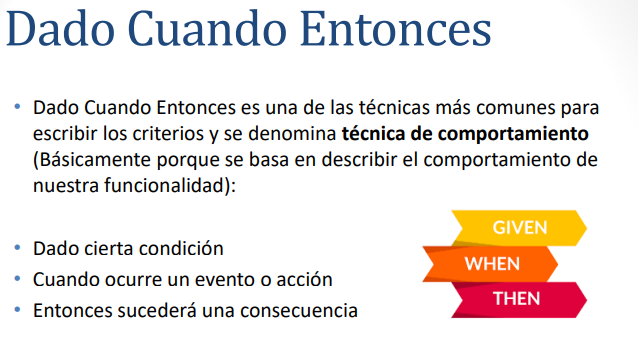 Dado Cuando Entonces
• Dado Cuando Entonces es una de las técnicas más comunes para
escribir los criterios y se denomina técnica de comportamiento
(Básicamente porque se basa en describir el comportamiento de
nuestra funcionalidad):
• Dado cierta condición
• Cuando ocurre un evento o acción
• Entonces sucederá una consecuencia
GIVEN
WHEN
THEN